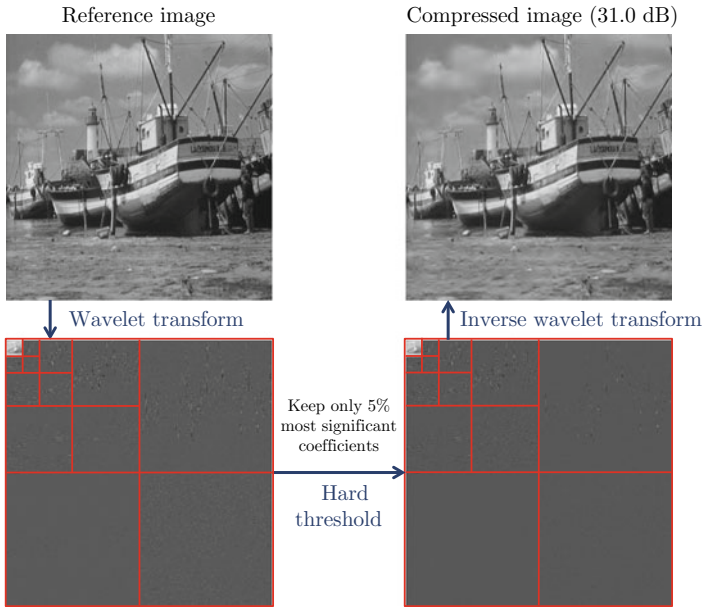 Reference image
Compressed image (31.0 dB)
Wavelet transform
Inverse wavelet transform
Keep only 5%
most significant
coefficients
Hard
threshold